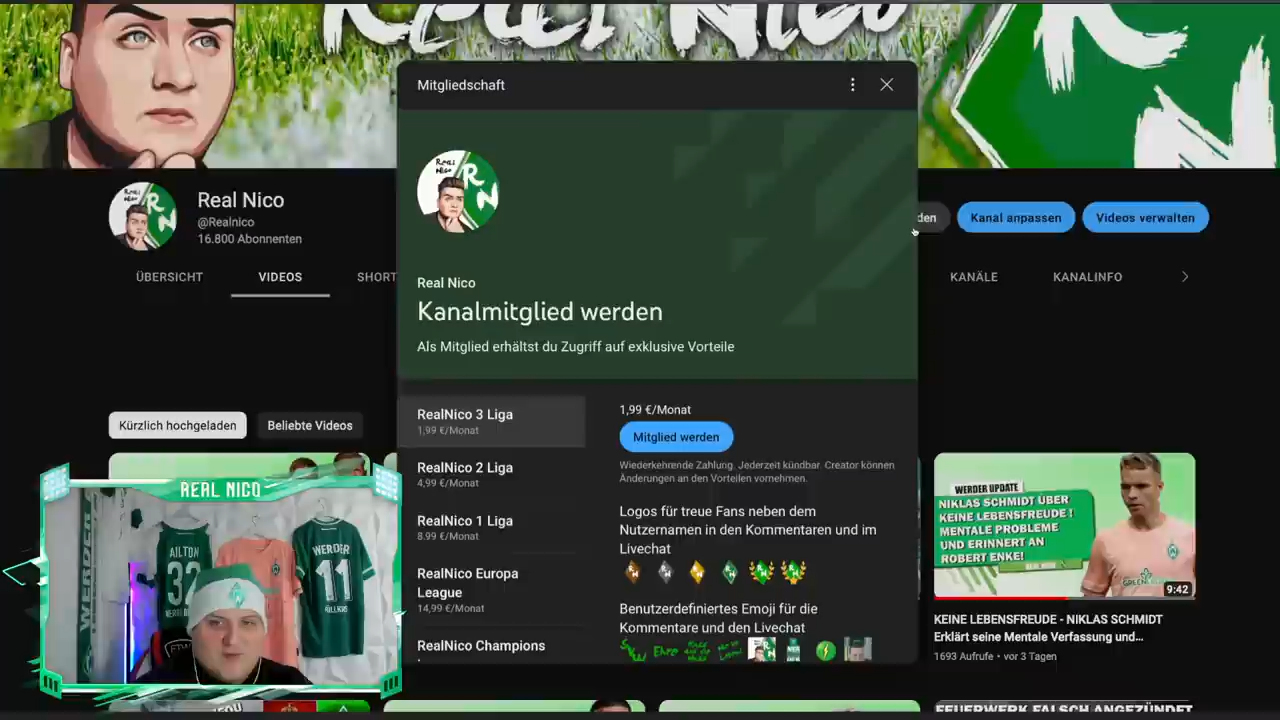 Real Nico
Mitgliedschaft
Real Nico
@Realnico
16.800 Abonnenten
den
Kanal anpassen
Videos verwalten
ÜBERSICHT
VIDEOS
SHORT
KANÄLE
KANALINFO
Real Nico
Kanalmitglied werden
Als Mitglied erhältst du Zugriff auf exklusive Vorteile
Kürzlich hochgeladen
Beliebte Videos
RealNico 3 Liga
1,99 €/Monat
RealNico 2 Liga
4,99 €/Monat
RealNico 1 Liga
8.99 €/Monat
RealNico Europa
League
14,99 €/Monat
RealNico Champions
1,99 €/Monat
Mitglied werden
Wiederkehrende Zahlung. Jederzeit kündbar. Creator können
Änderungen an den Vorteilen vornehmen.
Logos für treue Fans neben dem
Nutzernamen in den Kommentaren und im
Livechat
Benutzerdefiniertes Emoji für die
Kommentare und den Livechat
WERDER UPDATE
NIKLAS SCHMIDT ÜBER
KEINE LEBENSFREUDE !
MENTALE PROBLEME
UND ERINNERT AN
ROBERT ENKE!
REAL NICO
9:42
KEINE LEBENSFREUDE - NIKLAS SCHMIDT
Erklärt seine Mentale Verfassung und...
1693 Aufrufe • vor 3 Tagen
FEUERWERK FALSCH ANGEZÜNDET
REAL NICO
WERDER
AILTON
32
WERDER
11